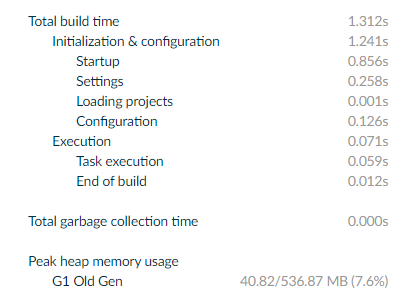 Total build time 1.312s
Initialization & configuration 1.241s
Startup 0.856s
Settings 0.258s
Loading projects 0.001s
Configuration 0.126s
Execution 0.071s
Task execution 0.059s
End of build 0.012s
Total garbage collection time 0.000s
Peak heap memory usage
G1 Old Gen 40.82/536.87 MB (7.6%)